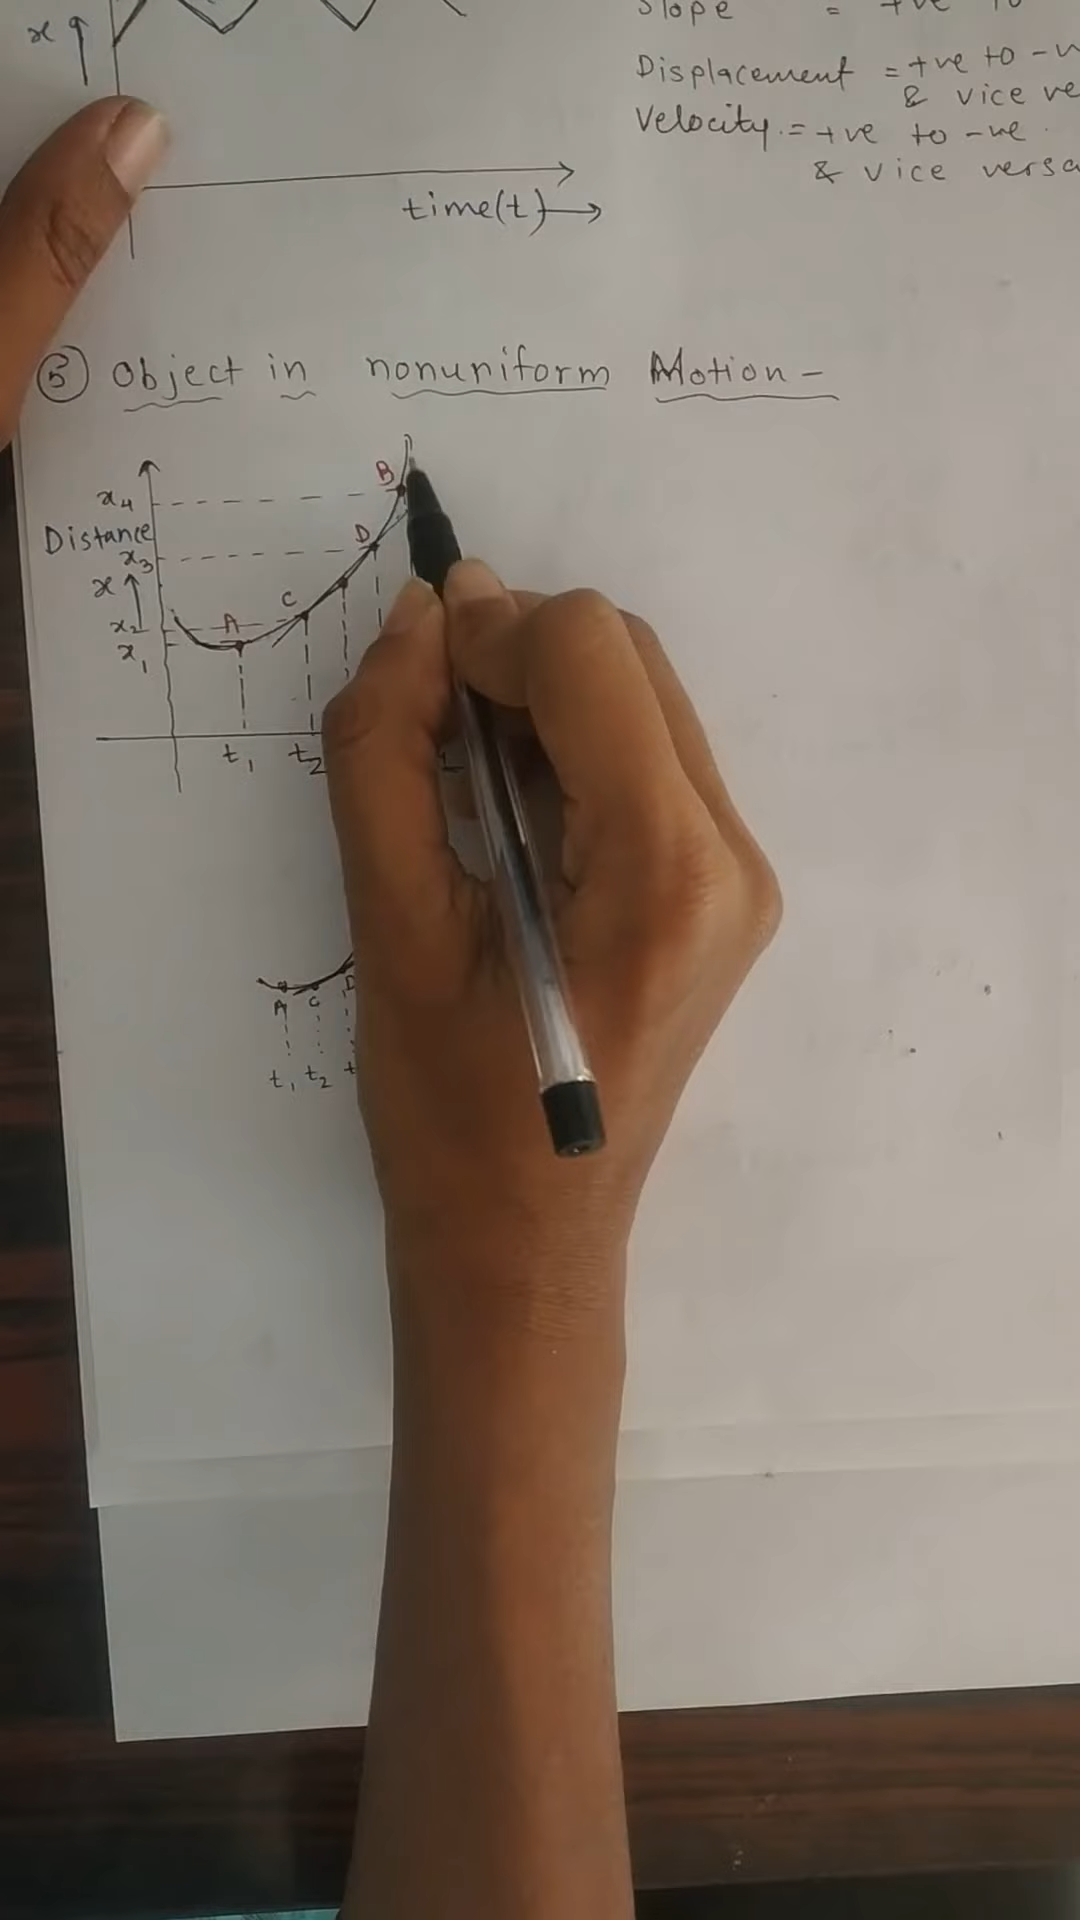 x
Slope = +ve to
Displacement = +ve to -v
& vice ve
Velocity. = +ve to -ve
& vice versa
time(t)
5 Object in nonuniform Motion -
B
x4
Distance
D
x3
x
C
x2
A
x1
t1 t2
A C D
t1 t2 t